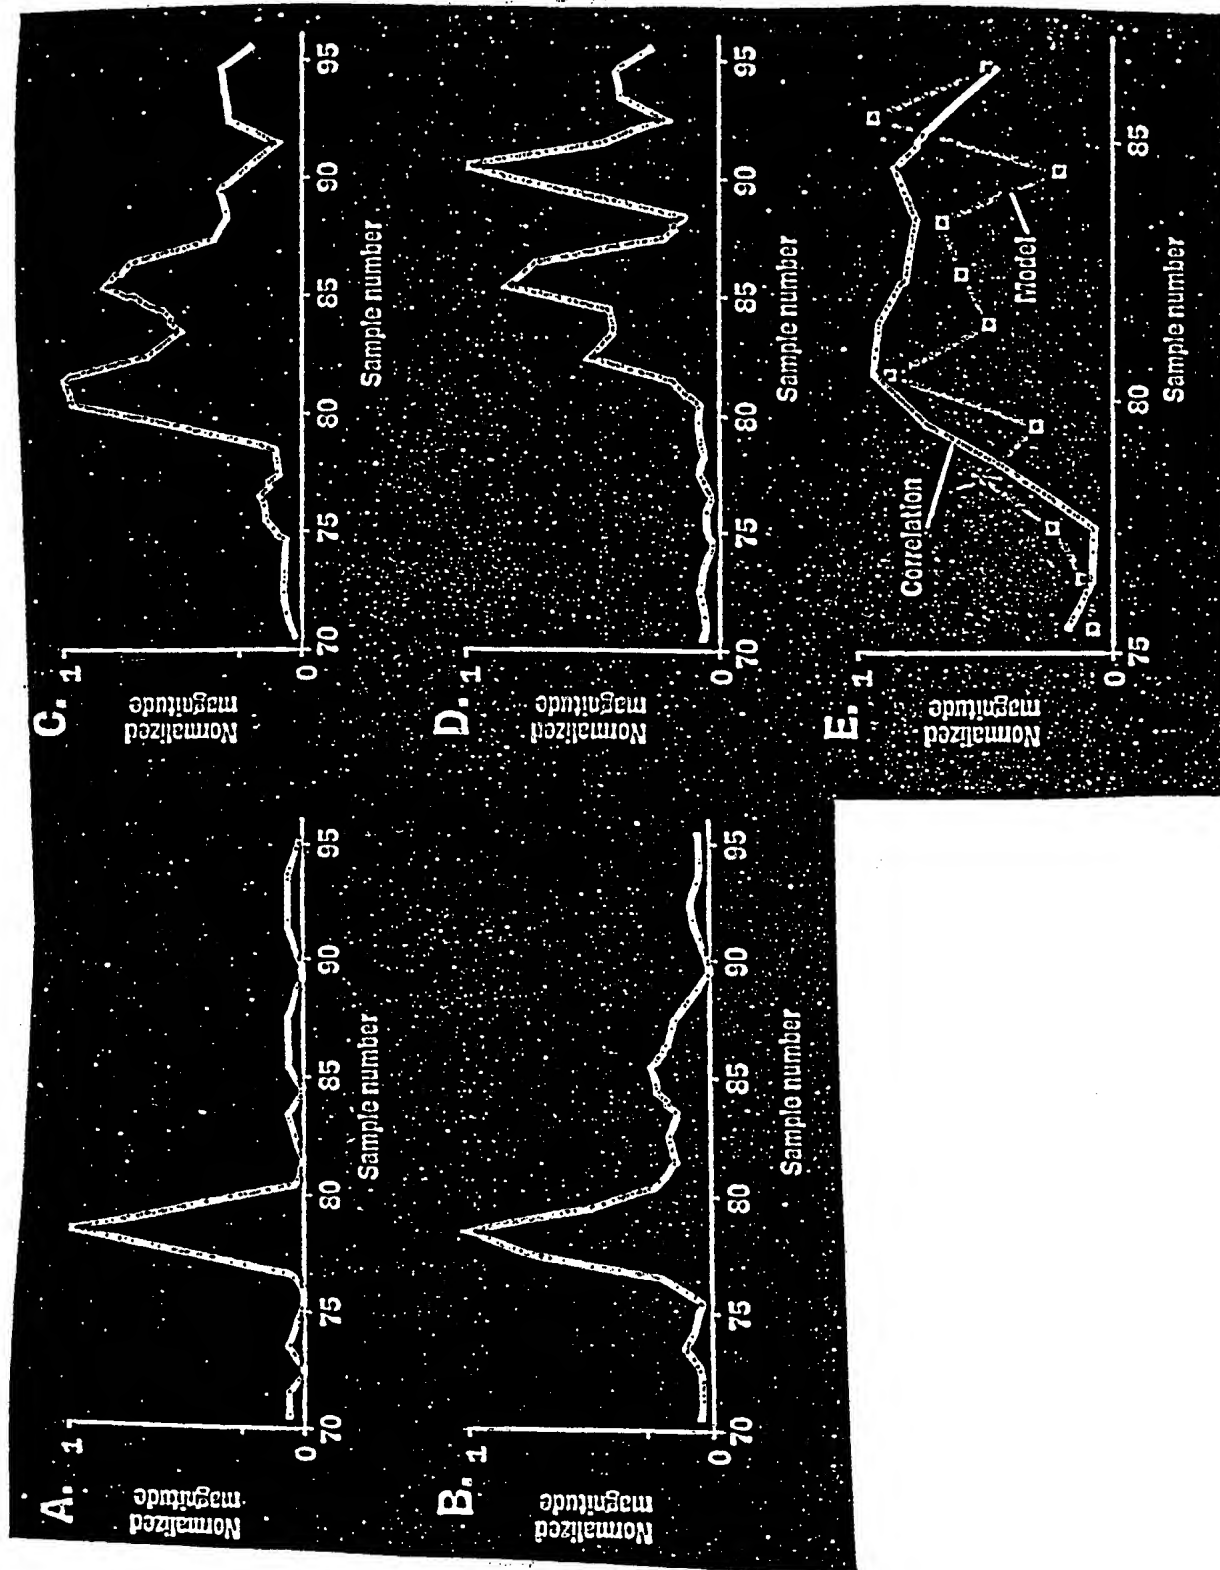 A.
Normalized
magnitude
1
0
70
75
80
85
90
95
Sample number
B.
Normalized
magnitude
1
0
70
75
80
85
90
95
Sample number
C.
Normalized
magnitude
1
0
70
75
80
85
90
95
Sample number
D.
Normalized
magnitude
1
0
70
75
80
85
90
95
Sample number
E.
Normalized
magnitude
1
0
75
80
85
Sample number
Correlation
Model